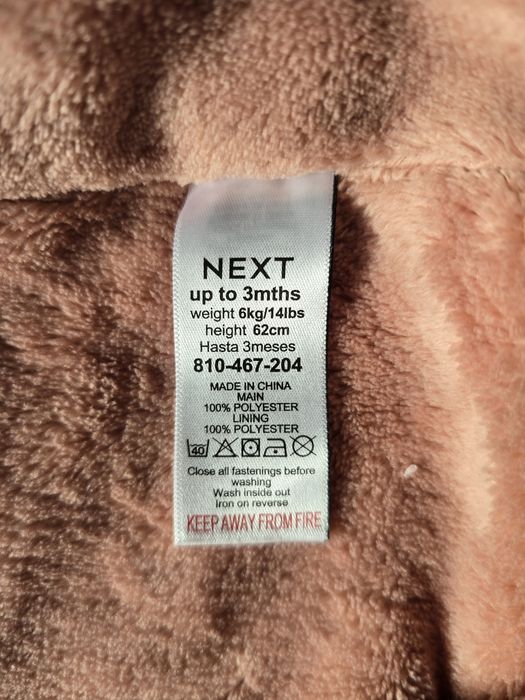 NEXT
up to 3mths
weight 6kg/14lbs
height 62cm
Hasta 3meses
810-467-204
MADE IN CHINA
MAIN
100% POLYESTER
LINING
100% POLYESTER
40
Close all fastenings before
washing
Wash inside out
iron on reverse
KEEP AWAY FROM FIRE